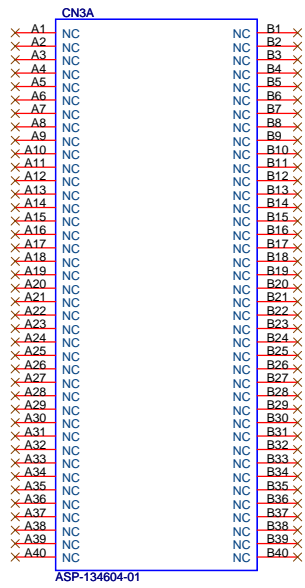 CN3A
A1 NC NC B1
A2 NC NC B2
A3 NC NC B3
A4 NC NC B4
A5 NC NC B5
A6 NC NC B6
A7 NC NC B7
A8 NC NC B8
A9 NC NC B9
A10 NC NC B10
A11 NC NC B11
A12 NC NC B12
A13 NC NC B13
A14 NC NC B14
A15 NC NC B15
A16 NC NC B16
A17 NC NC B17
A18 NC NC B18
A19 NC NC B19
A20 NC NC B20
A21 NC NC B21
A22 NC NC B22
A23 NC NC B23
A24 NC NC B24
A25 NC NC B25
A26 NC NC B26
A27 NC NC B27
A28 NC NC B28
A29 NC NC B29
A30 NC NC B30
A31 NC NC B31
A32 NC NC B32
A33 NC NC B33
A34 NC NC B34
A35 NC NC B35
A36 NC NC B36
A37 NC NC B37
A38 NC NC B38
A39 NC NC B39
A40 NC NC B40
ASP-134604-01